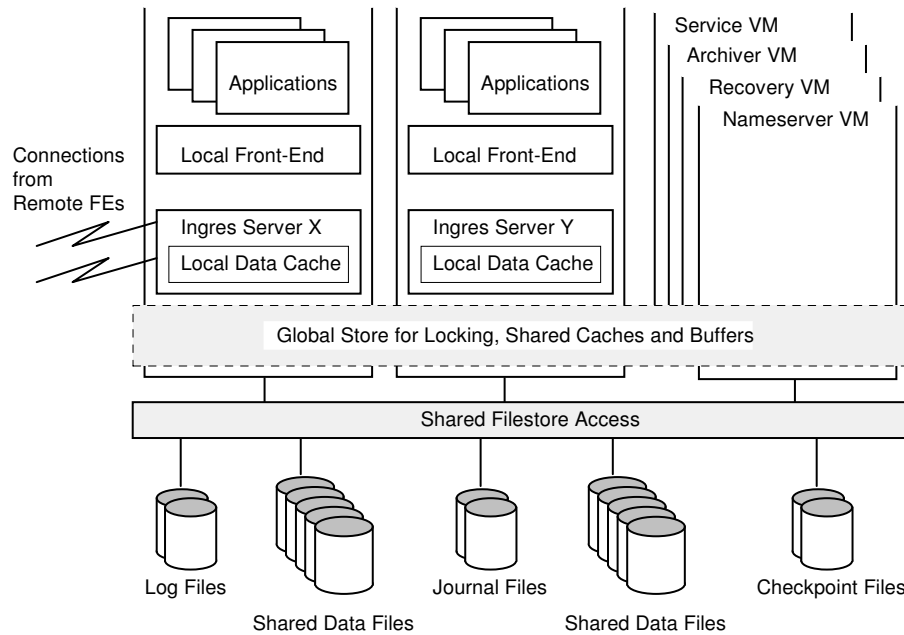 Service VM
Archiver VM
Recovery VM
Nameserver VM
Applications
Applications
Local Front-End
Local Front-End
Connections
from
Remote FEs
Ingres Server X
Local Data Cache
Ingres Server Y
Local Data Cache
Global Store for Locking, Shared Caches and Buffers
Shared Filestore Access
Log Files
Journal Files
Checkpoint Files
Shared Data Files
Shared Data Files